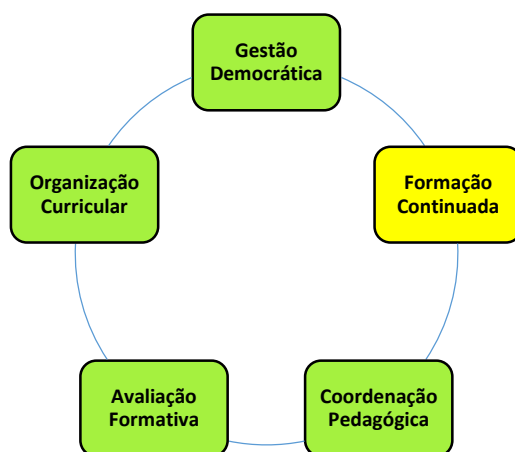 Gestão
Democrática
Organização
Curricular
Formação
Continuada
Avaliação
Formativa
Coordenação
Pedagógica